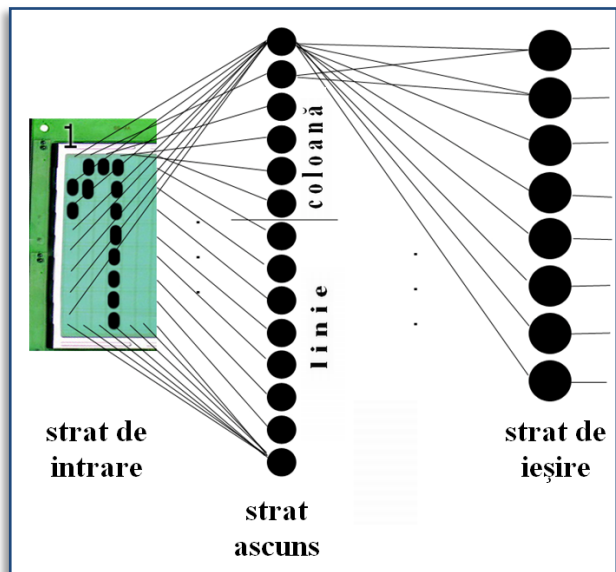 1
coloană
linie
strat de
intrare
strat
ascuns
strat de
ieşire